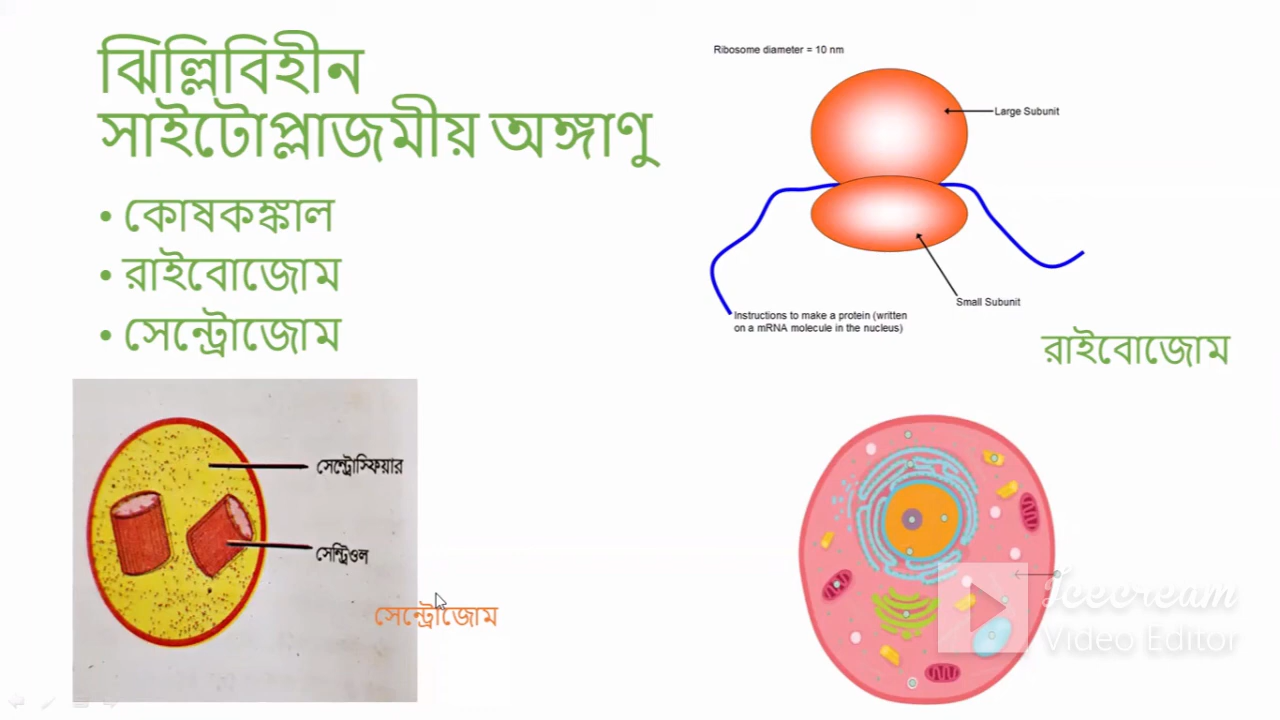 ঝিল্লিবিহীন
সাইটোপ্লাজমীয় অঙ্গাণু
• কোষকঙ্কাল
• রাইবোজোম
• সেন্ট্রোজোম
Ribosome diameter = 10 nm
Large Subunit
Small Subunit
Instructions to make a protein (written
on a mRNA molecule in the nucleus)
রাইবোজোম
সেন্ট্রোস্ফিয়ার
সেন্ট্রিওল
সেন্ট্রোজোম
Icecream
Video Editor